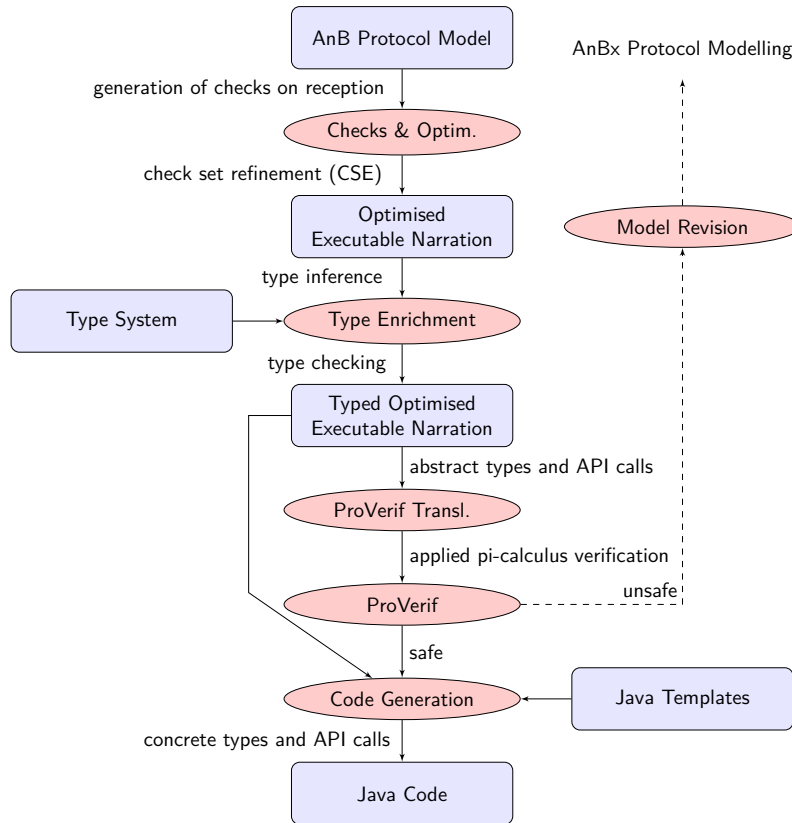 AnB Protocol Model
AnBx Protocol Modelling
generation of checks on reception
Checks & Optim.
check set refinement (CSE)
Optimised
Executable Narration
Model Revision
type inference
Type System
Type Enrichment
type checking
Typed Optimised
Executable Narration
abstract types and API calls
ProVerif Transl.
applied pi-calculus verification
unsafe
ProVerif
safe
Code Generation
Java Templates
concrete types and API calls
Java Code